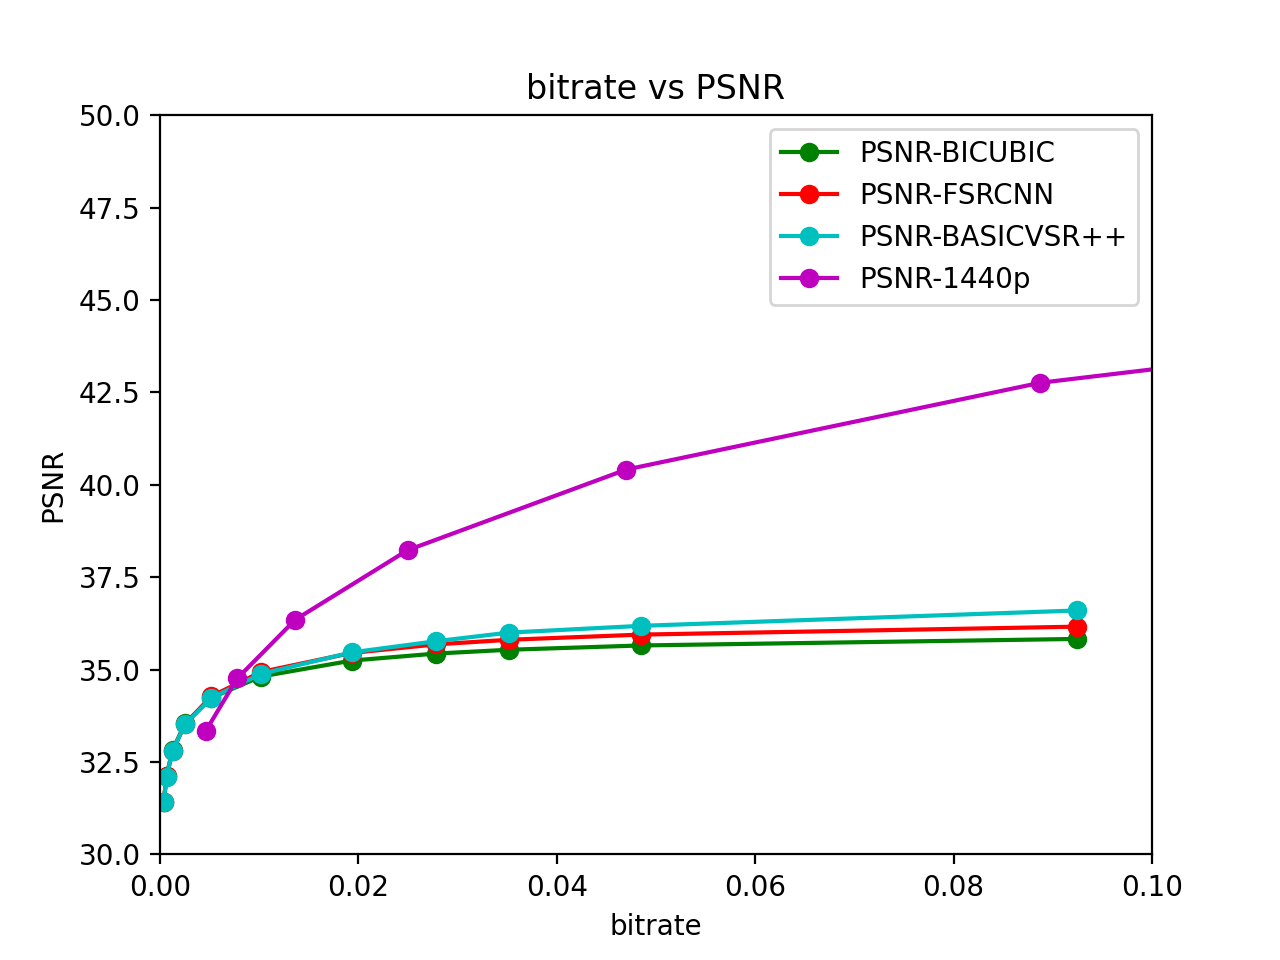 bitrate vs PSNR
50.0
47.5
45.0
42.5
40.0
37.5
35.0
32.5
30.0
PSNR
PSNR-BICUBIC
PSNR-FSRCNN
PSNR-BASICVSR++
PSNR-1440p
0.00 0.02 0.04 0.06 0.08 0.10
bitrate